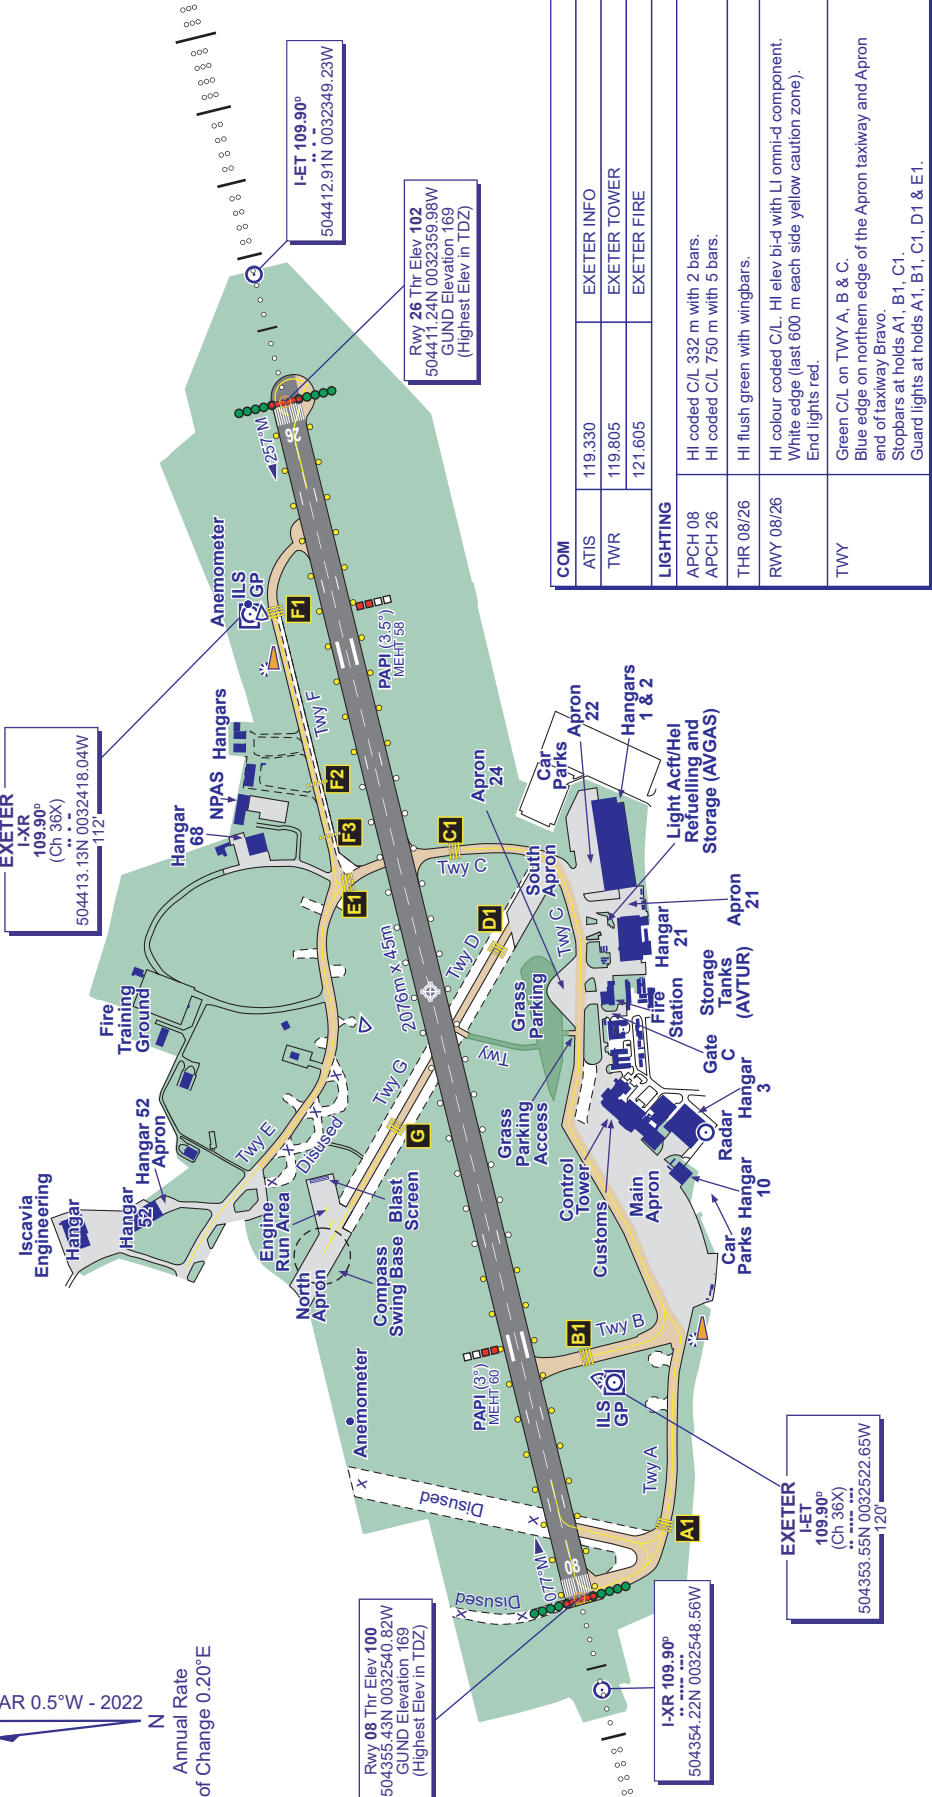 EXETER
I-XR
109.90ᴰ
(Ch 36X)
504413.13N 0032418.04W
112'
I-ET 109.90ᴰ
504412.91N 0032349.23W
Rwy 26 Thr Elev 102
504411.24N 0032359.98W
GUND Elevation 169
(Highest Elev in TDZ)
257°M
26
Anemometer
ILS
GP
F1
PAPI (3.5°)
MEHT 58
Twy F
F2
F3
Hangars
NPAS
Hangar
68
E1
C1
Twy C
D1
Twy D
2076m x 45m
Fire
Training
Ground
Twy E
Disused
Twy G
G
Twy
Grass
Parking
South
Apron
Twy C
Apron
24
Car
Parks
Apron
22
Hangars
1 & 2
Light Acft/Hel
Refuelling and
Storage (AVGAS)
Apron
21
Hangar
21
Storage
Tanks
(AVTUR)
Fire
Station
Gate
C
Hangar
3
Radar
Hangar
10
Car
Parks
Main
Apron
Customs
Control
Tower
Grass
Parking
Access
Iscavia
Engineering
Hangar
Hangar
52
Hangar 52
Apron
Engine
Run Area
North
Apron
Blast
Screen
Compass
Swing Base
Anemometer
PAPI (3°)
MEHT 60
B1
Twy B
ILS
GP
Twy A
A1
Disused
Disused
077°M
08
Rwy 08 Thr Elev 100
504355.43N 0032540.82W
GUND Elevation 169
(Highest Elev in TDZ)
I-XR 109.90ᴰ
504354.22N 0032548.56W
EXETER
I-ET
109.90ᴰ
(Ch 36X)
504353.55N 0032522.65W
120'
AR 0.5°W - 2022
N
Annual Rate
of Change 0.20°E
COM
ATIS 119.330 EXETER INFO
TWR 119.805 EXETER TOWER
121.605 EXETER FIRE
LIGHTING
APCH 08 HI coded C/L 332 m with 2 bars.
APCH 26 HI coded C/L 750 m with 5 bars.
THR 08/26 HI flush green with wingbars.
RWY 08/26 HI colour coded C/L. HI elev bi-d with LI omni-d component.
White edge (last 600 m each side yellow caution zone).
End lights red.
TWY Green C/L on TWY A, B & C.
Blue edge on northern edge of the Apron taxiway and Apron
end of taxiway Bravo.
Stopbars at holds A1, B1, C1.
Guard lights at holds A1, B1, C1, D1 & E1.